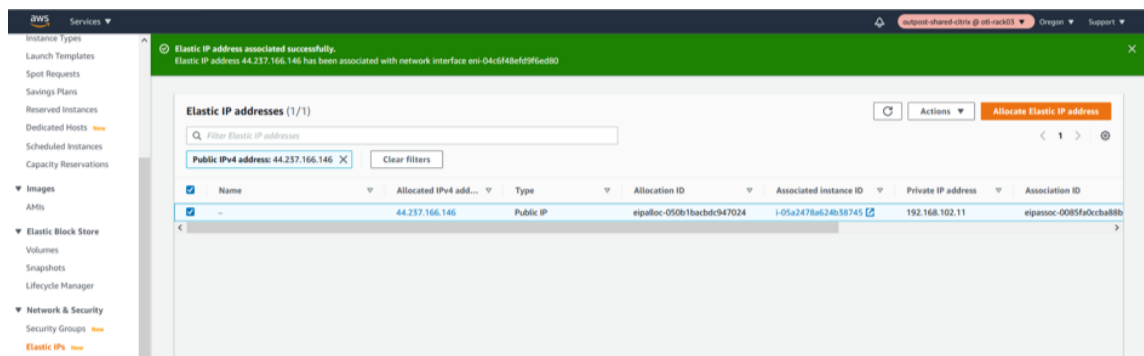 aws Services ▼ outpost-shared-citrix @ otl-rack03 ▼ Oregon ▼ Support ▼
Instance Types
Launch Templates
Spot Requests
Savings Plans
Reserved Instances
Dedicated Hosts New
Scheduled Instances
Capacity Reservations
▼ Images
AMIs
▼ Elastic Block Store
Volumes
Snapshots
Lifecycle Manager
▼ Network & Security
Security Groups New
Elastic IPs New
Elastic IP address associated successfully.
Elastic IP address 44.237.166.146 has been associated with network interface eni-04c6f48efd9f6ed80
Elastic IP addresses (1/1) Actions ▼ Allocate Elastic IP address
Filter Elastic IP addresses < 1 >
Public IPv4 address: 44.237.166.146 X Clear filters
Name Allocated IPv4 add... Type Allocation ID Associated instance ID Private IP address Association ID
– 44.237.166.146 Public IP eipalloc-050b1bacbdc947024 i-05a2478a624b38745 192.168.102.11 eipassoc-0085fa0ccba88b